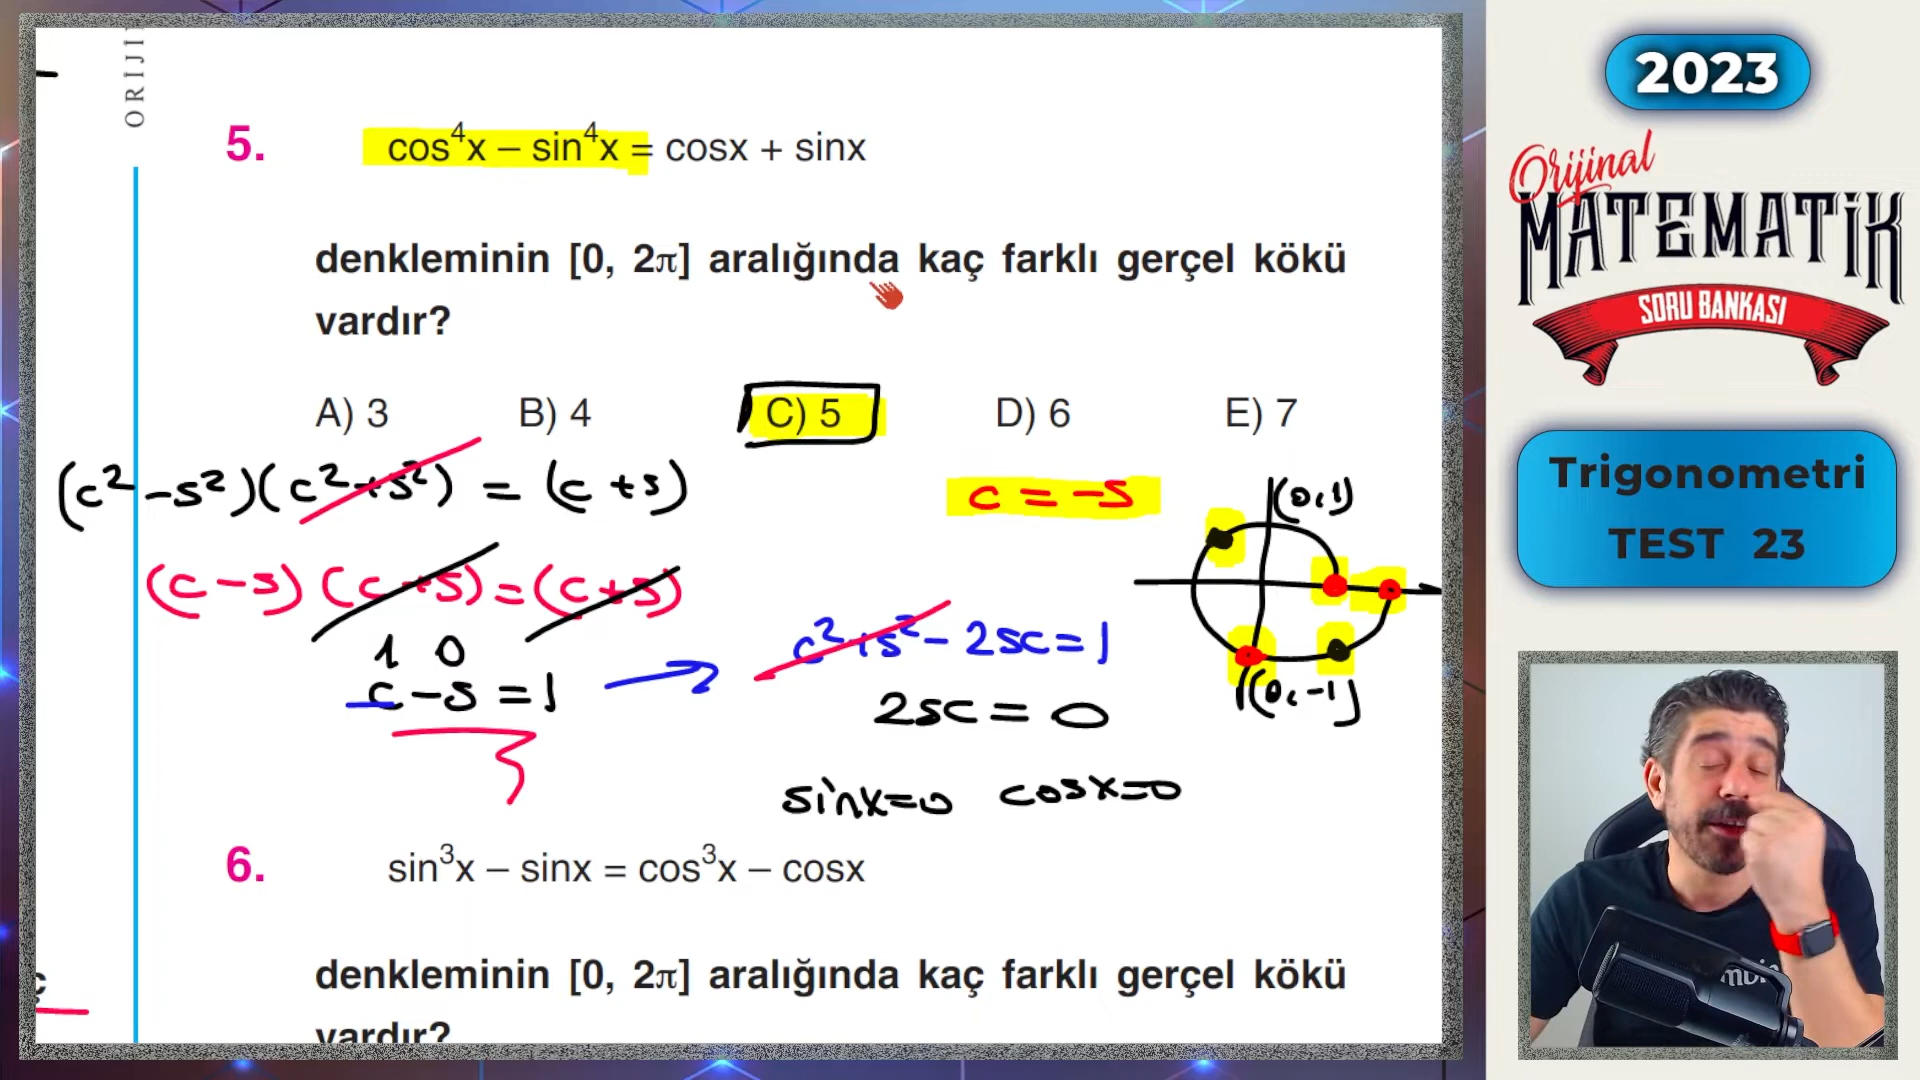 ORİJİ
5. cos⁴x – sin⁴x = cosx + sinx
denkleminin [0, 2π] aralığında kaç farklı gerçel kökü
vardır?
A) 3 B) 4 C) 5 D) 6 E) 7
(c² – s²)(c² + s²) = (c + s)
c = –s
(0,1)
(c – s)(c + s) = (c + s)
1 0
c – s = 1
c² + s² – 2sc = 1
(0,–1)
2sc = 0
sinx=0 cosx=0
6. sin³x – sinx = cos³x – cosx
denkleminin [0, 2π] aralığında kaç farklı gerçel kökü
vardır?
2023
Orijinal
MATEMATİK
SORU BANKASI
Trigonometri
TEST 23